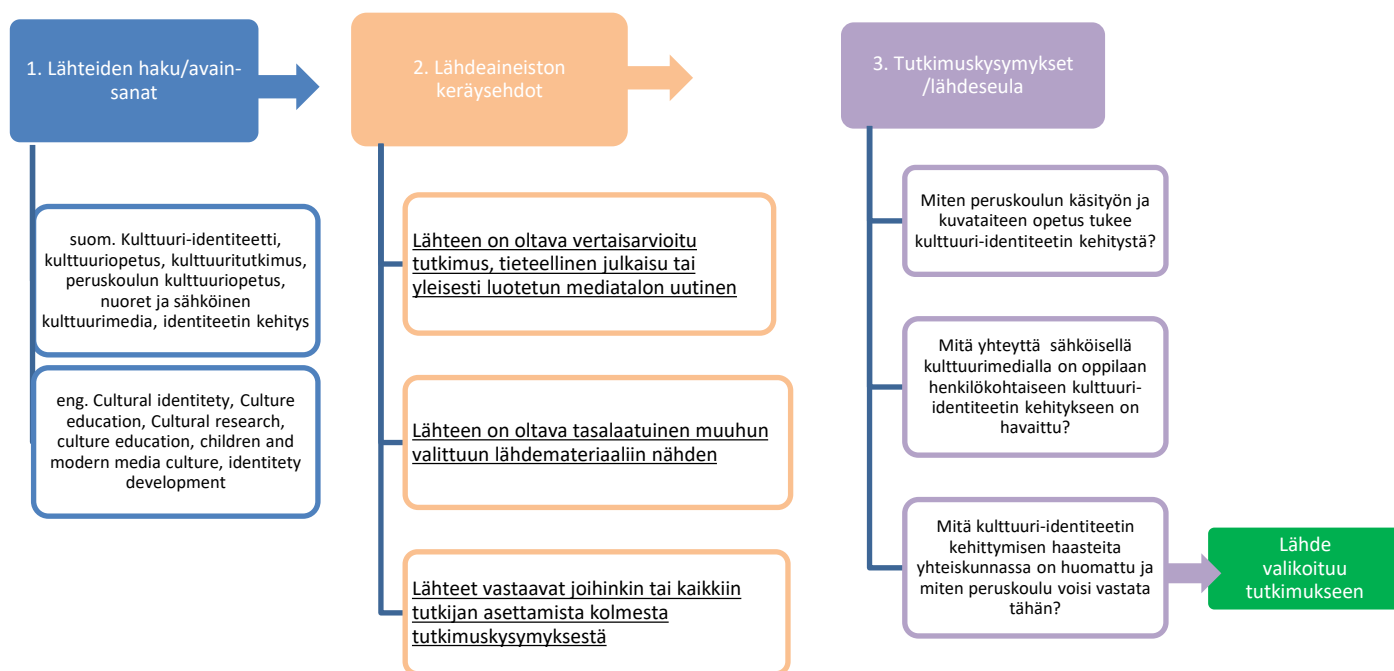 1. Lähteiden haku/avain-
sanat
suom. Kulttuuri-identiteetti,
kulttuuriopetus, kulttuuritutkimus,
peruskoulun kulttuuriopetus,
nuoret ja sähköinen
kulttuurimedia, identiteetin kehitys
eng. Cultural identitety, Culture
education, Cultural research,
culture education, children and
modern media culture, identitety
development
2. Lähdeaineiston
keräysehdot
Lähteen on oltava vertaisarvioitu
tutkimus, tieteellinen julkaisu tai
yleisesti luotetun mediatalon uutinen
Lähteen on oltava tasalaatuinen muuhun
valittuun lähdemateriaaliin nähden
Lähteet vastaavat joihinkin tai kaikkiin
tutkijan asettamista kolmesta
tutkimuskysymyksestä
3. Tutkimuskysymykset
/lähdeseula
Miten peruskoulun käsityön ja
kuvataiteen opetus tukee
kulttuuri-identiteetin kehitystä?
Mitä yhteyttä sähköisellä
kulttuurimedialla on oppilaan
henkilökohtaiseen kulttuuri-
identiteetin kehitykseen on
havaittu?
Mitä kulttuuri-identiteetin
kehittymisen haasteita
yhteiskunnassa on huomattu ja
miten peruskoulu voisi vastata
tähän?
Lähde
valikoituu
tutkimukseen